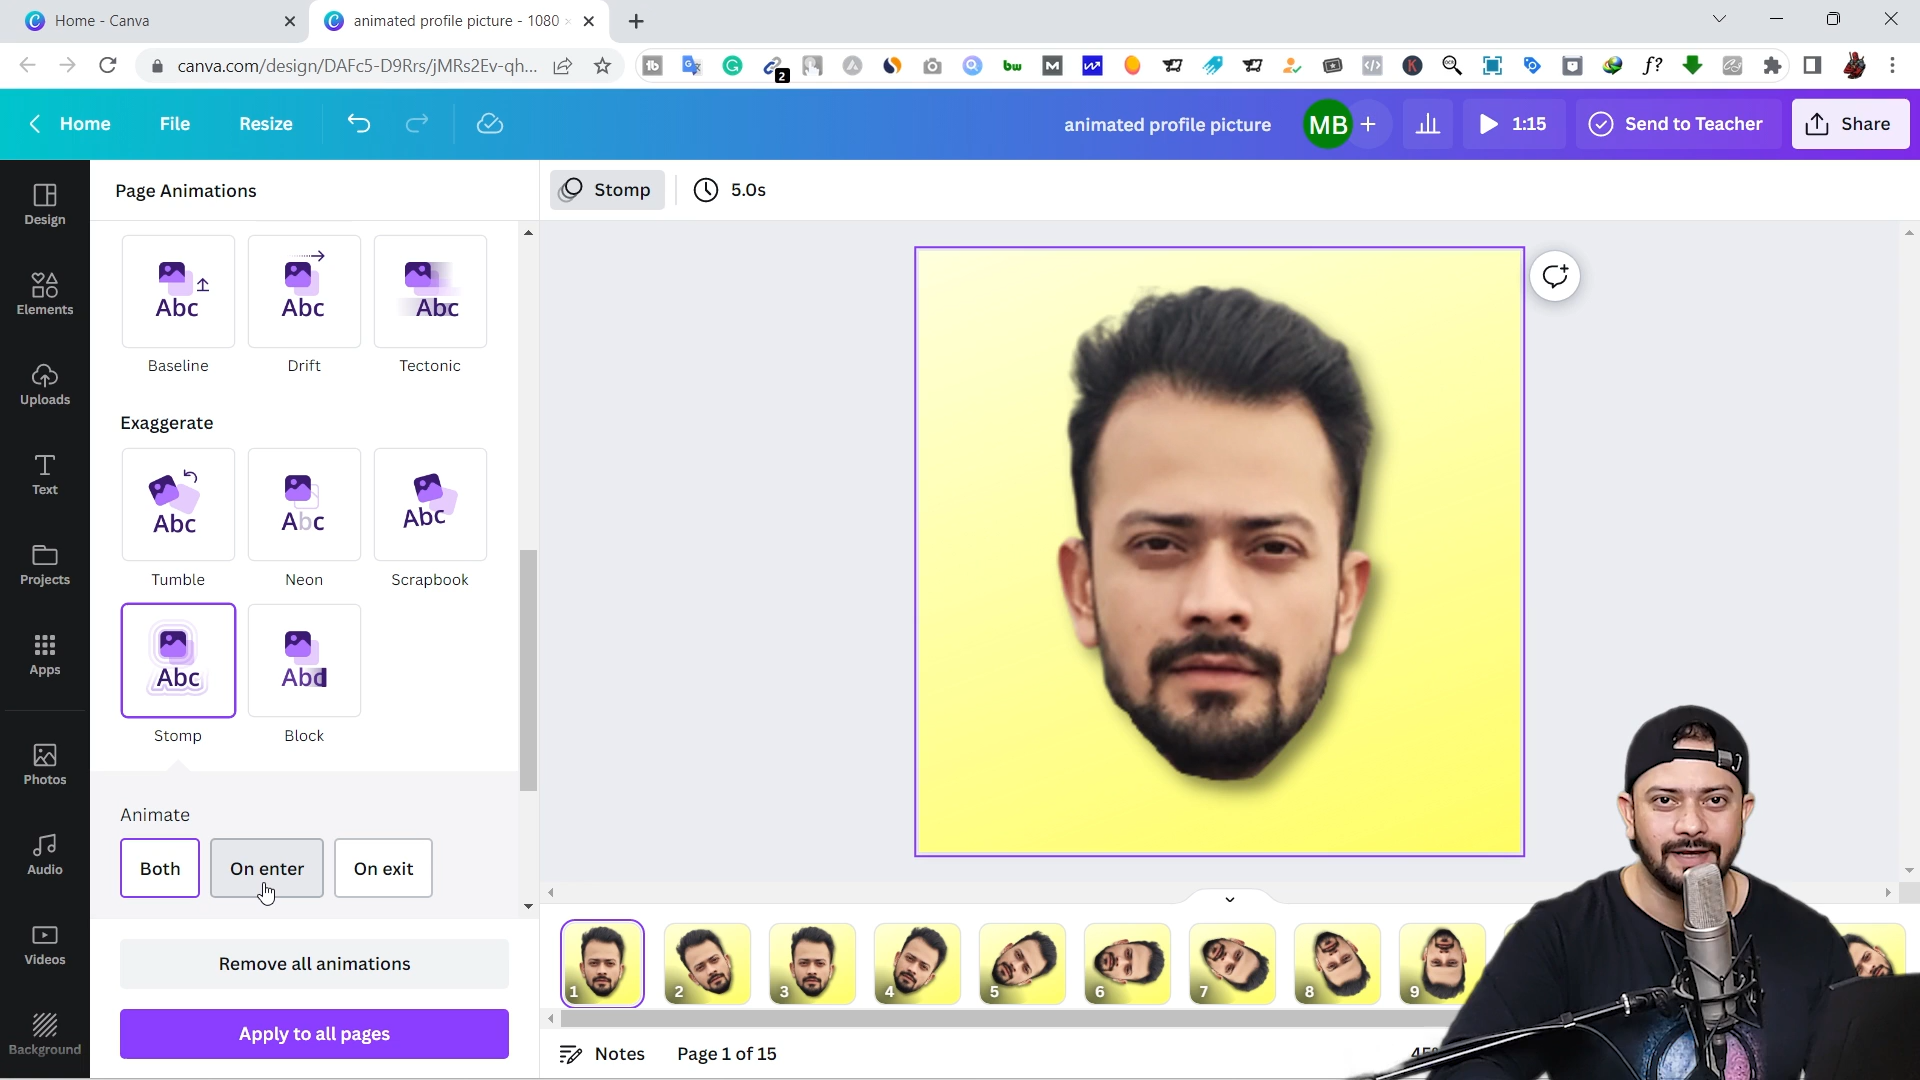 Home - Canva
animated profile picture - 1080
canva.com/design/DAFc5-D9Rrs/jMRs2Ev-qh...
2
Home File Resize
animated profile picture
MB
1:15
Send to Teacher
Share
Design
Elements
Uploads
Text
Projects
Apps
Photos
Audio
Videos
Background
Page Animations
Stomp
5.0s
Abc
Abc
Abc
Baseline
Drift
Tectonic
Exaggerate
Abc
Abc
Abc
Tumble
Neon
Scrapbook
Abc
Abc
Stomp
Block
Animate
Both
On enter
On exit
Remove all animations
Apply to all pages
1
2
3
4
5
6
7
8
9
Notes
Page 1 of 15